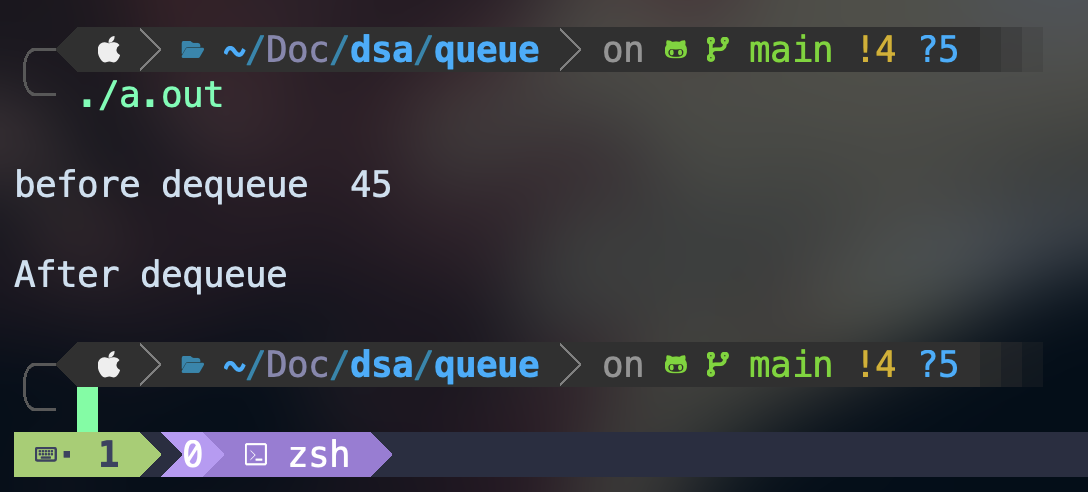 ~/Doc/dsa/queue on main !4 ?5
./a.out
before dequeue  45
After dequeue
~/Doc/dsa/queue on main !4 ?5
1 0 zsh